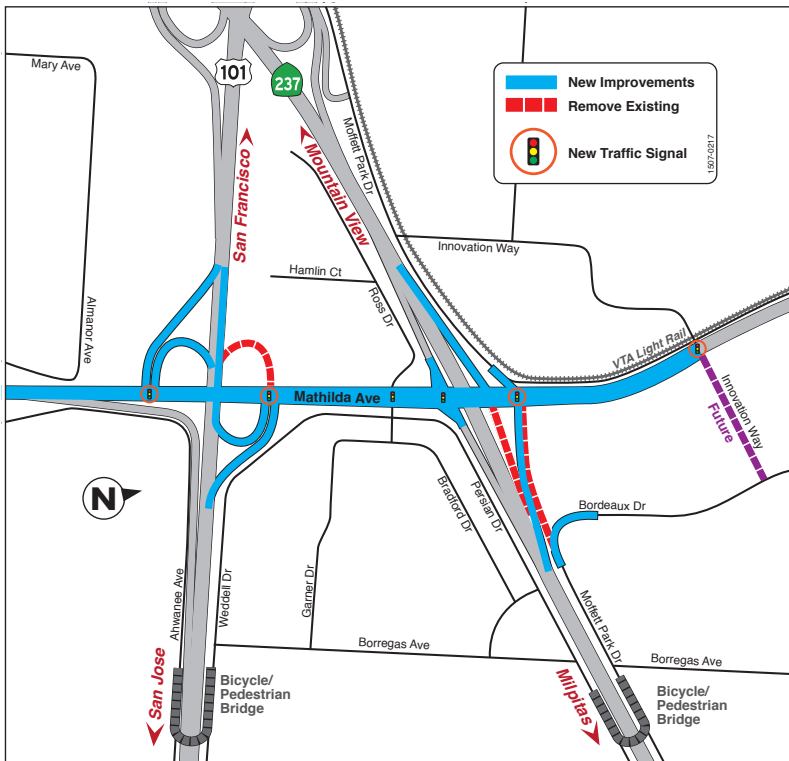 Mary Ave
101
237
New Improvements
Remove Existing
New Traffic Signal
1507-0217
Moffett Park Dr
Mountain View
San Francisco
Innovation Way
Hamlin Ct
Ross Dr
Almanor Ave
VTA Light Rail
Mathilda Ave
Innovation Way
Future
N
Bradford Dr
Persian Dr
Bordeaux Dr
Ahwanee Ave
Weddell Dr
Garner Dr
Moffett Park Dr
Borregas Ave
Borregas Ave
San Jose
Bicycle/
Pedestrian
Bridge
Milpitas
Bicycle/
Pedestrian
Bridge